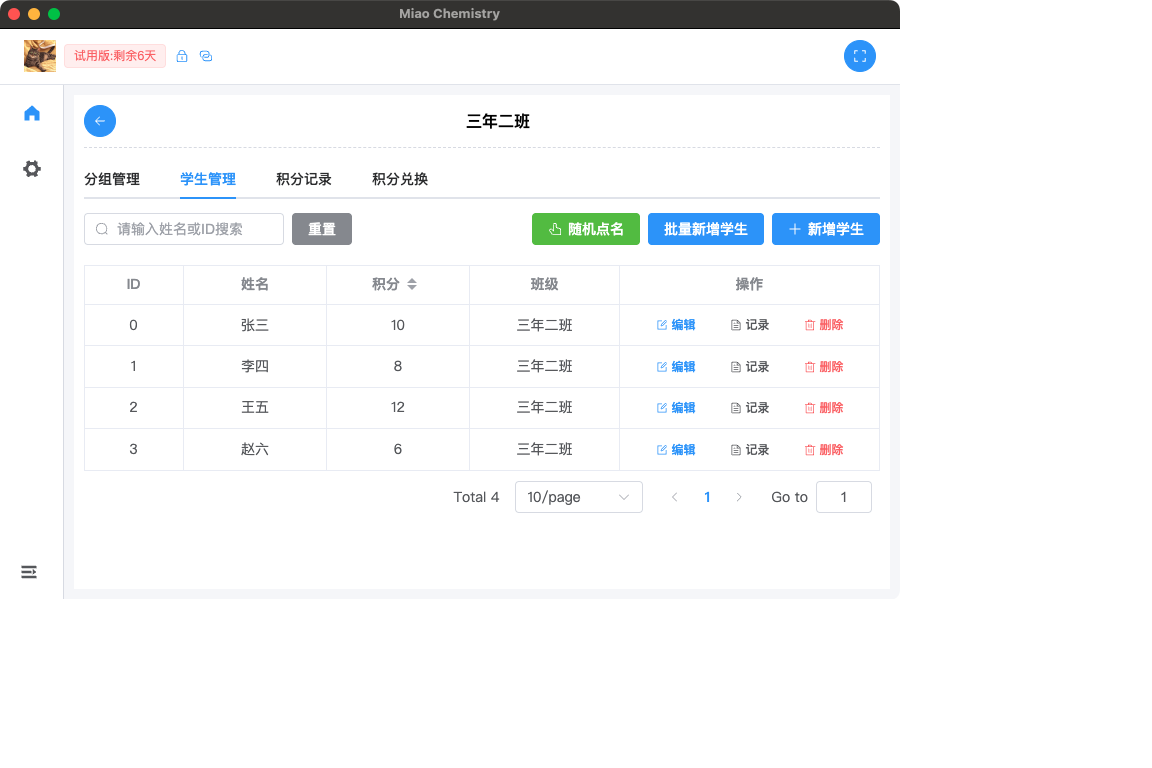 Miao Chemistry
试用版:剩余6天
三年二班
分组管理 学生管理 积分记录 积分兑换
请输入姓名或ID搜索 重置 随机点名 批量新增学生 新增学生
ID 姓名 积分 班级 操作
0 张三 10 三年二班 编辑 记录 删除
1 李四 8 三年二班 编辑 记录 删除
2 王五 12 三年二班 编辑 记录 删除
3 赵六 6 三年二班 编辑 记录 删除
Total 4 10/page 1 Go to 1